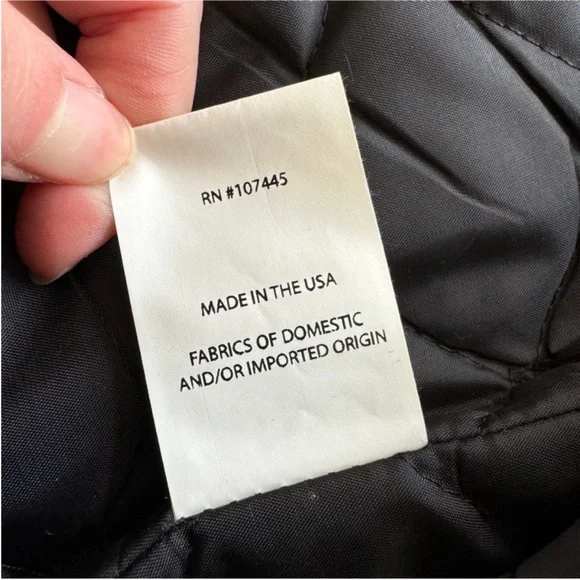 RN #107445
MADE IN THE USA
FABRICS OF DOMESTIC
AND/OR IMPORTED ORIGIN